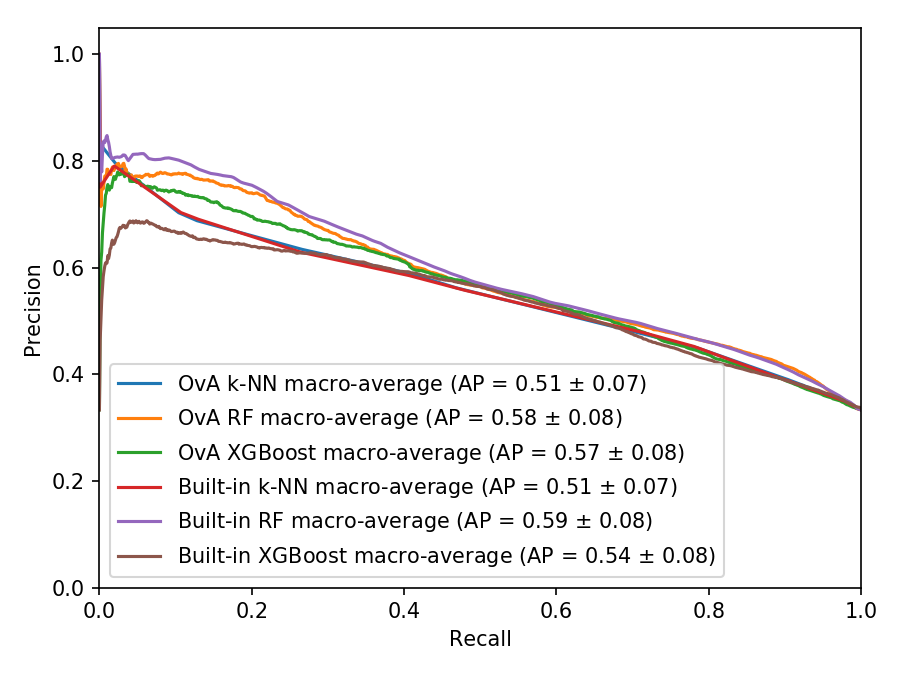 1.0
0.8
0.6
0.4
0.2
0.0
Precision
OvA k-NN macro-average (AP = 0.51 ± 0.07)
OvA RF macro-average (AP = 0.58 ± 0.08)
OvA XGBoost macro-average (AP = 0.57 ± 0.08)
Built-in k-NN macro-average (AP = 0.51 ± 0.07)
Built-in RF macro-average (AP = 0.59 ± 0.08)
Built-in XGBoost macro-average (AP = 0.54 ± 0.08)
0.0 0.2 0.4 0.6 0.8 1.0
Recall